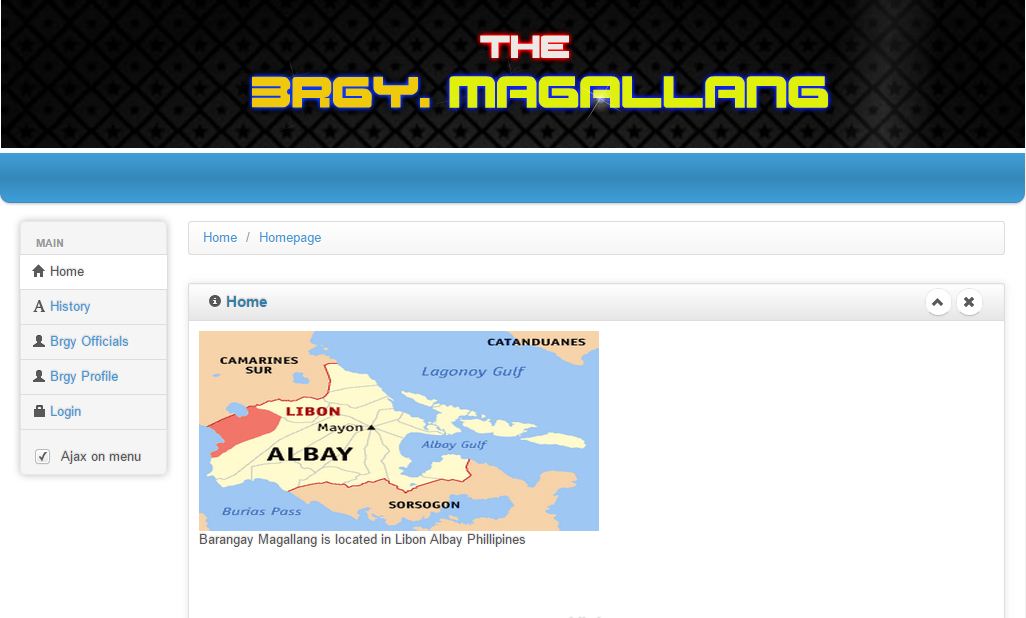 THE
BRGY. MAGALLANG
MAIN
Home
History
Brgy Officials
Brgy Profile
Login
Ajax on menu
Home / Homepage
Home
CATANDUANES
CAMARINES
SUR
Lagonoy Gulf
LIBON
Mayon
Albay Gulf
ALBAY
SORSOGON
Burias Pass
Barangay Magallang is located in Libon Albay Phillipines